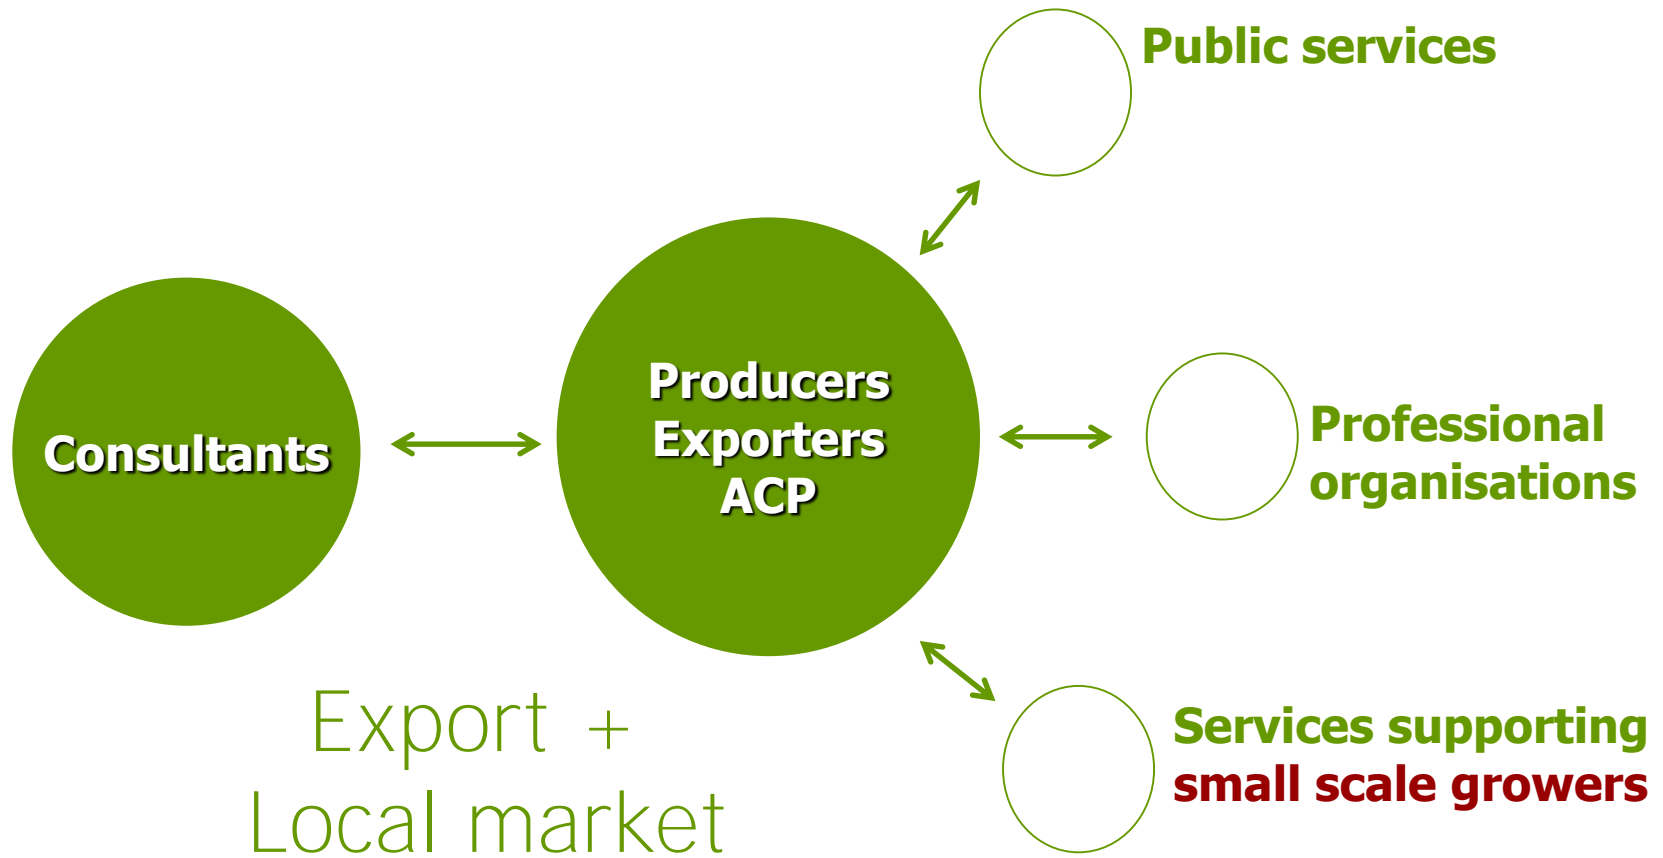 Public services
Consultants
Producers
Exporters
ACP
Professional
organisations
Services supporting
small scale growers
Export +
Local market